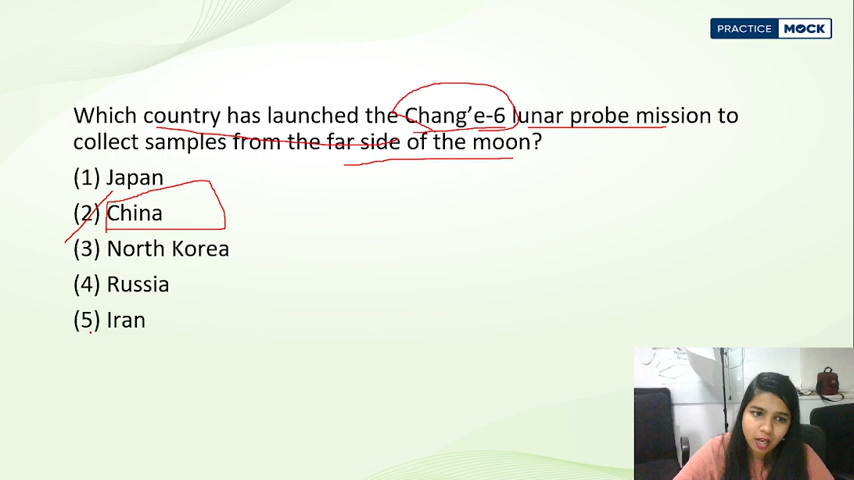 PRACTICE MOCK
Which country has launched the Chang’e-6 lunar probe mission to
collect samples from the far side of the moon?
(1) Japan
(2) China
(3) North Korea
(4) Russia
(5) Iran